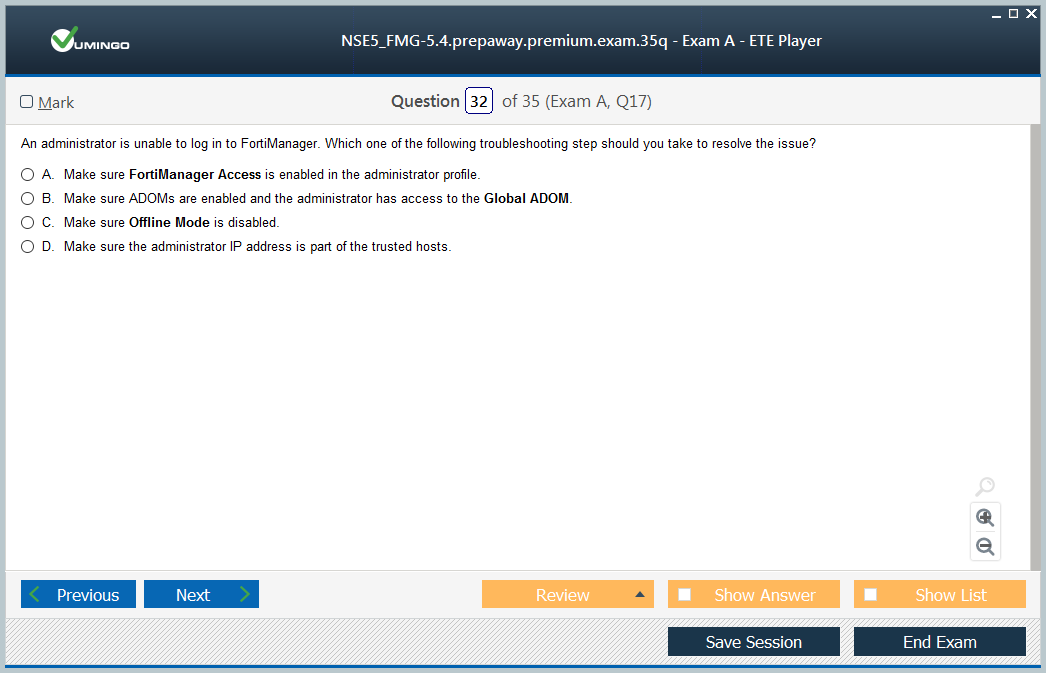 VUMINGO
NSE5_FMG-5.4.prepaway.premium.exam.35q - Exam A - ETE Player
Mark
Question 32 of 35 (Exam A, Q17)
An administrator is unable to log in to FortiManager. Which one of the following troubleshooting step should you take to resolve the issue?
A. Make sure FortiManager Access is enabled in the administrator profile.
B. Make sure ADOMs are enabled and the administrator has access to the Global ADOM.
C. Make sure Offline Mode is disabled.
D. Make sure the administrator IP address is part of the trusted hosts.
Previous Next Review Show Answer Show List
Save Session End Exam